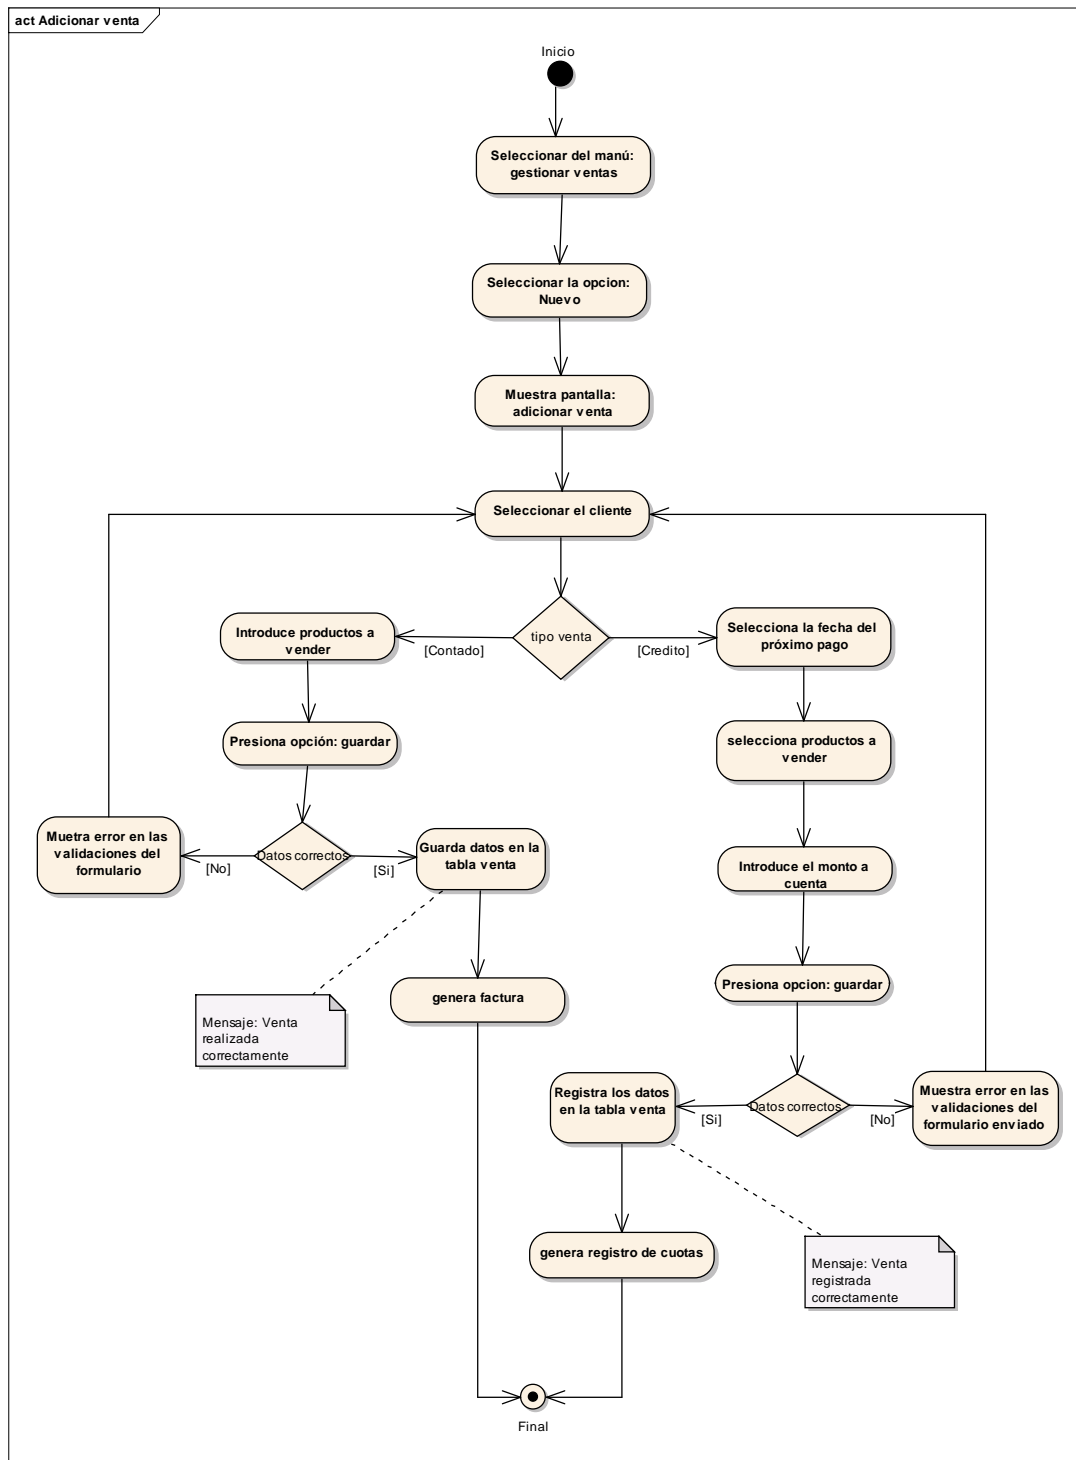 act Adicionar venta
Inicio
Seleccionar del manú:
gestionar ventas
Seleccionar la opcion:
Nuevo
Muestra pantalla:
adicionar venta
Seleccionar el cliente
tipo venta
[Contado]
[Credito]
Introduce productos a
vender
Presiona opción: guardar
Datos correctos
[No]
[Si]
Muetra error en las
validaciones del
formulario
Guarda datos en la
tabla venta
genera factura
Mensaje: Venta
realizada
correctamente
Selecciona la fecha del
próximo pago
selecciona productos a
vender
Introduce el monto a
cuenta
Presiona opcion: guardar
Datos correctos
[Si]
[No]
Registra los datos
en la tabla venta
Muestra error en las
validaciones del
formulario enviado
genera registro de cuotas
Mensaje: Venta
registrada
correctamente
Final